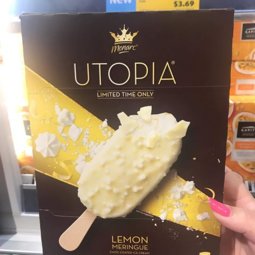 NEW
$3.69
Monarc
UTOPIA®
LIMITED TIME ONLY
LEMON
MERINGUE